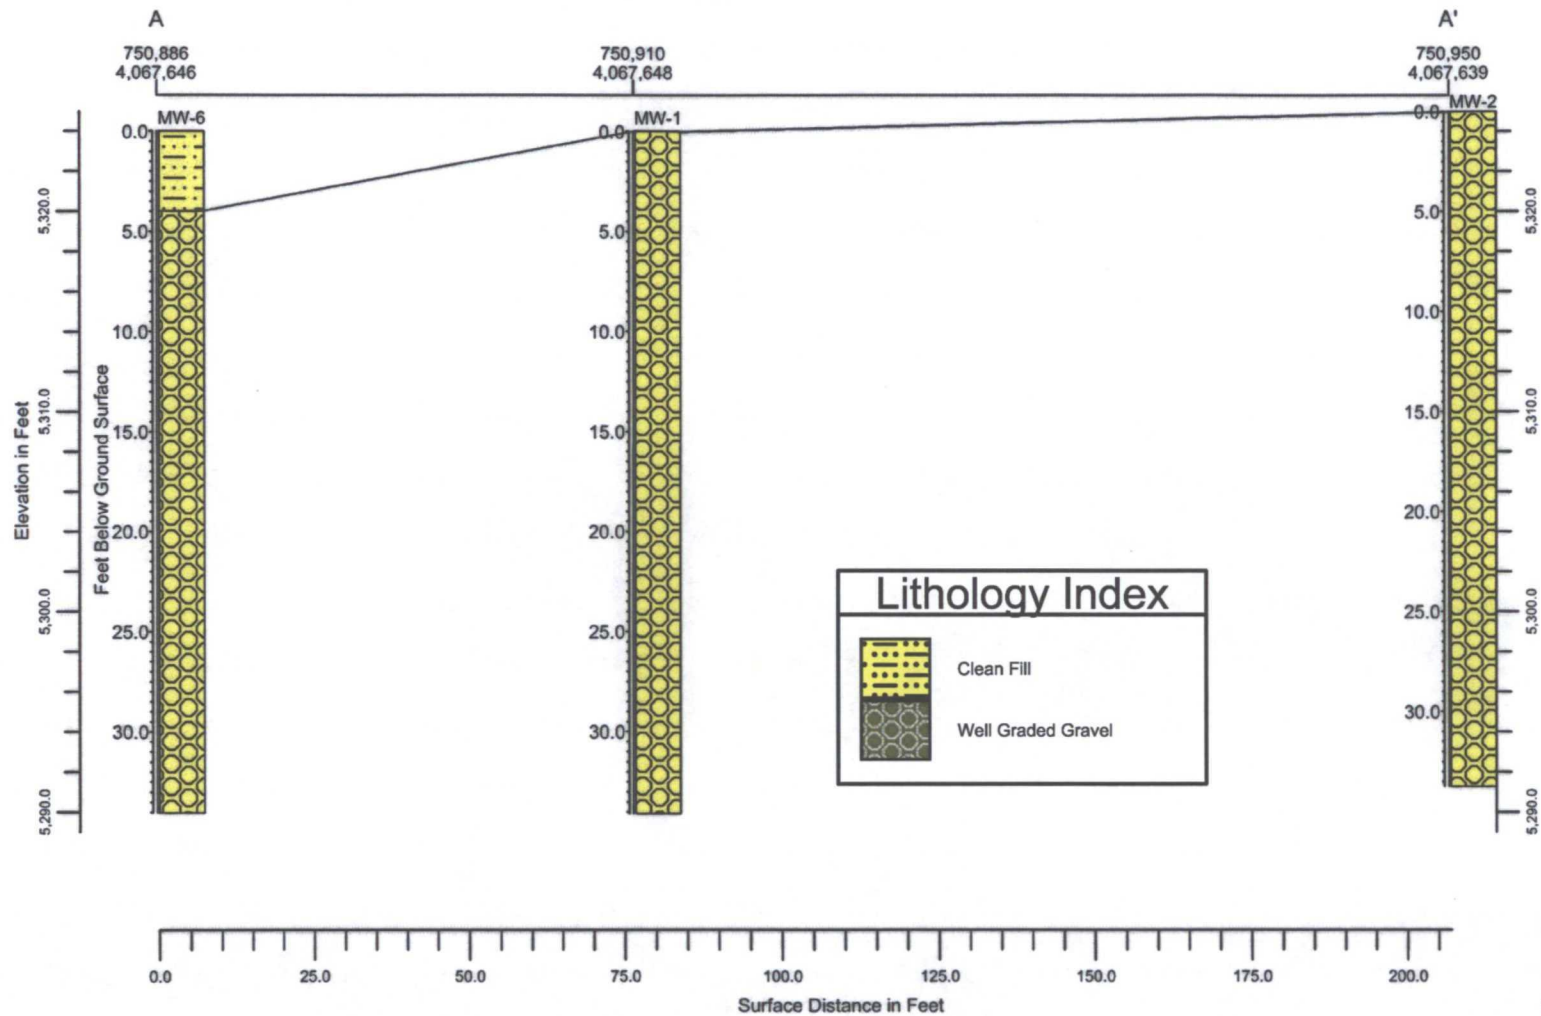 A
A'
750,886
4,067,646
750,910
4,067,648
750,950
4,067,639
MW-6
MW-1
MW-2
0.0
5.0
10.0
15.0
20.0
25.0
30.0
0.0
5.0
10.0
15.0
20.0
25.0
30.0
0.0
5.0
10.0
15.0
20.0
25.0
30.0
Elevation in Feet
5,320.0
5,310.0
5,300.0
5,290.0
Feet Below Ground Surface
5,320.0
5,310.0
5,300.0
5,290.0
Lithology Index
Clean Fill
Well Graded Gravel
0.0 25.0 50.0 75.0 100.0 125.0 150.0 175.0 200.0
Surface Distance in Feet